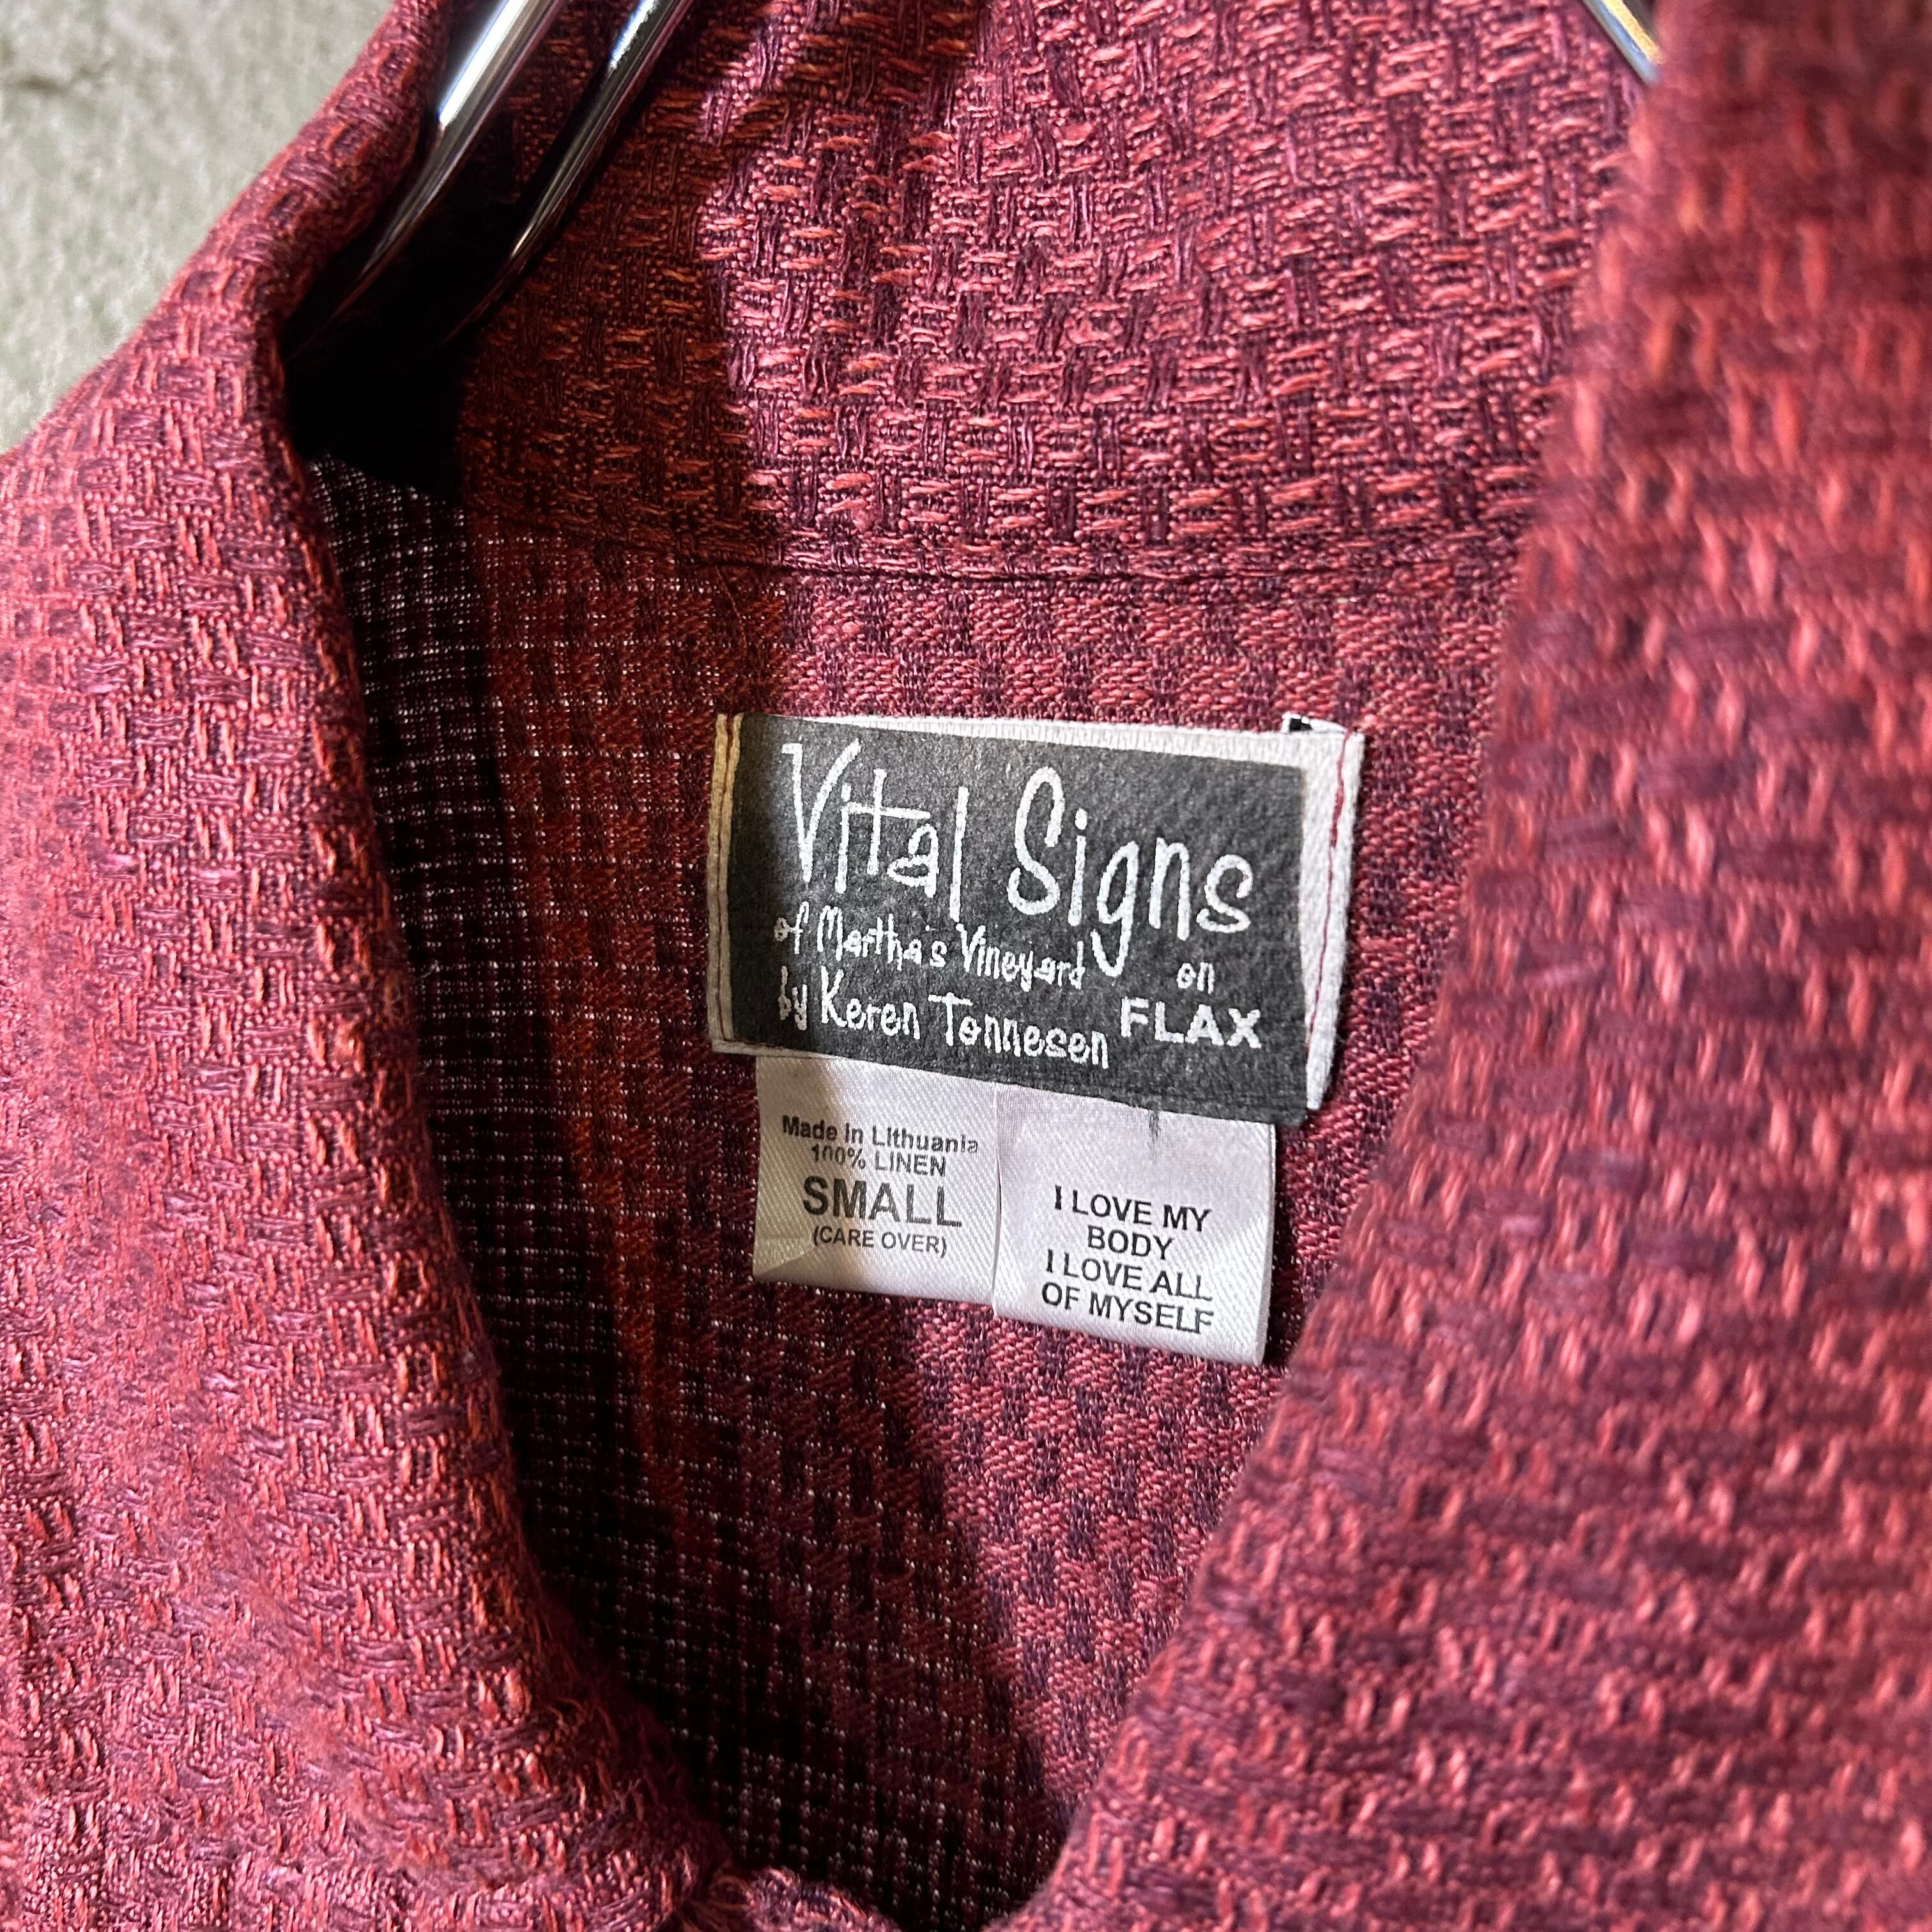 Vital Signs
of Martha's Vineyard on
by Keren Tonnesen FLAX
Made in Lithuania
100% LINEN
SMALL
(CARE OVER)
I LOVE MY
BODY
I LOVE ALL
OF MYSELF